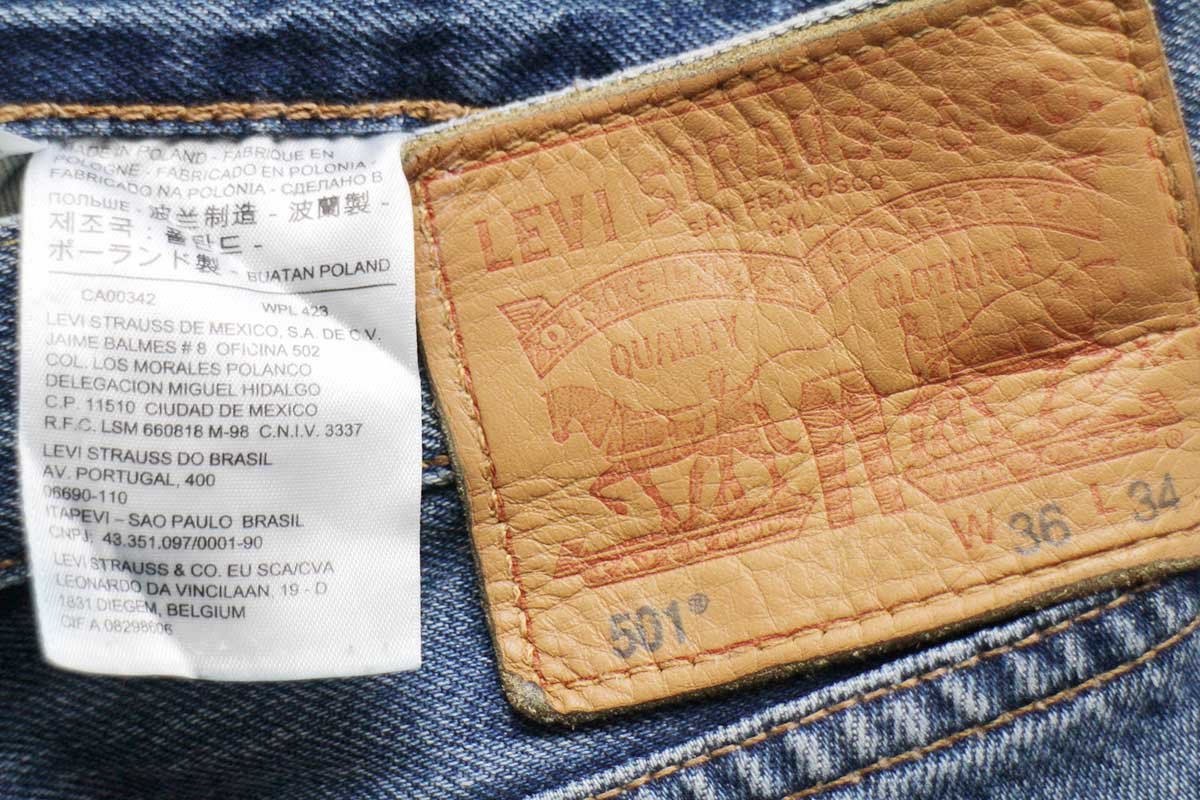 MADE IN POLAND - FABRIQUE EN
POLOGNE - FABRICADO EN POLONIA -
FABRICADO NA POLÔNIA - СДЕЛАНО В
ПОЛЬШЕ - 波兰制造 - 波蘭製 -
제조국 : 폴란드 -
ポーランド製 - BUATAN POLAND
CA00342 WPL 423
LEVI STRAUSS DE MEXICO, S.A. DE C.V.
JAIME BALMES # 8 OFICINA 502
COL. LOS MORALES POLANCO
DELEGACION MIGUEL HIDALGO
C.P. 11510 CIUDAD DE MEXICO
R.F.C. LSM 660818 M-98 C.N.I.V. 3337
LEVI STRAUSS DO BRASIL
AV. PORTUGAL, 400
06690-110
ITAPEVI – SAO PAULO BRASIL
CNPJ; 43.351.097/0001-90
LEVI STRAUSS & CO. EU SCA/CVA
LEONARDO DA VINCILAAN, 19 - D
1831 DIEGEM, BELGIUM
CIF A 08298606
LEVI STRAUSS & CO.
SAN FRANCISCO
CAL.
QUALITY CLOTHING
W 36 L 34
501®